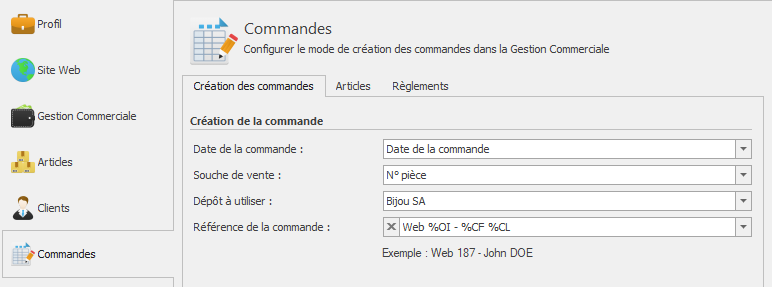 Profil
Site Web
Gestion Commerciale
Articles
Clients
Commandes
Commandes
Configurer le mode de création des commandes dans la Gestion Commerciale
Création des commandes Articles Règlements
Création de la commande
Date de la commande : Date de la commande
Souche de vente : N° pièce
Dépôt à utiliser : Bijou SA
Référence de la commande : Web %OI - %CF %CL
Exemple : Web 187 - John DOE